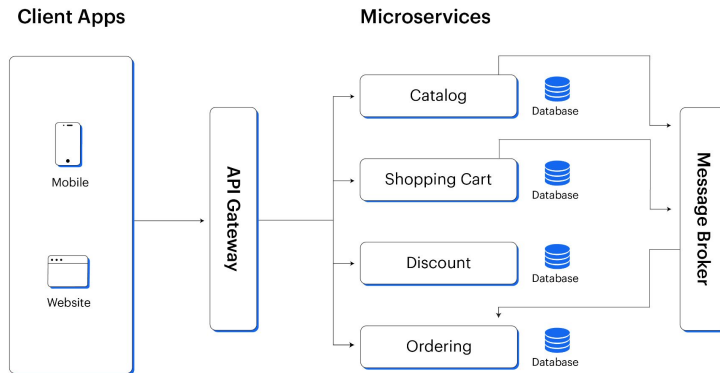 Client Apps
Microservices
Mobile
Website
API Gateway
Catalog
Database
Shopping Cart
Database
Discount
Database
Ordering
Database
Message Broker